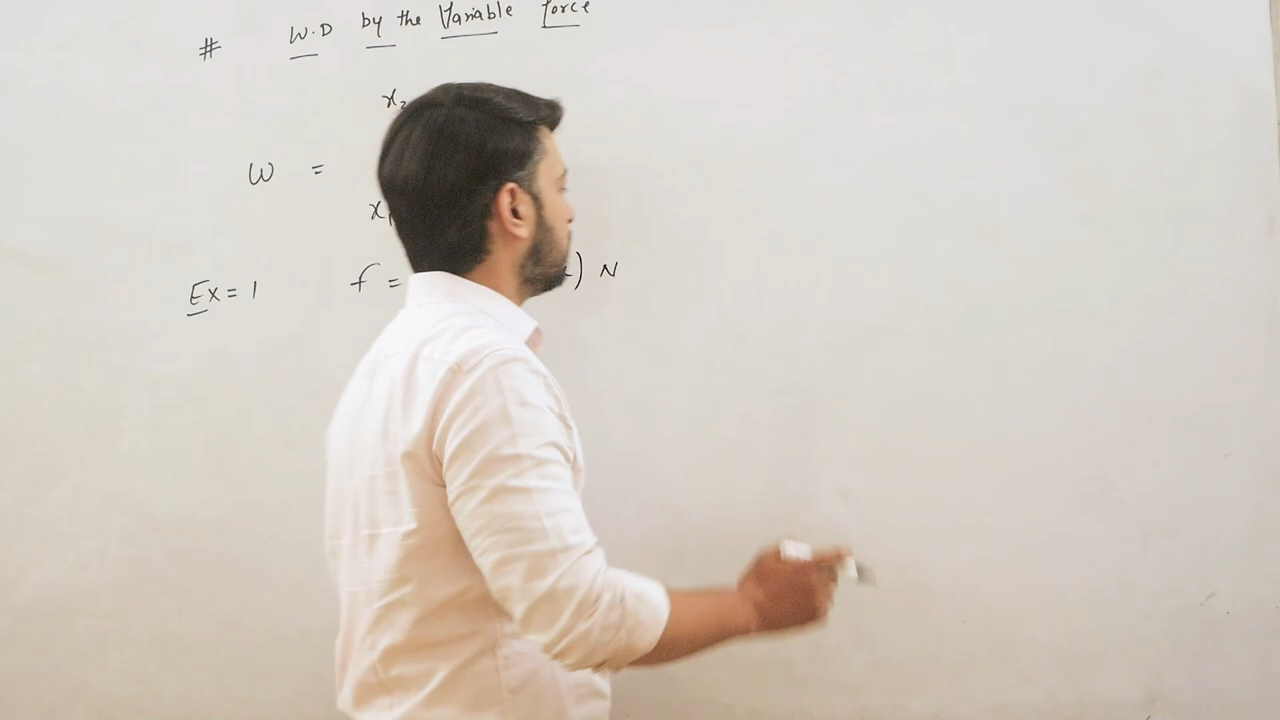 # W.D by the Variable force
x₂
W =
x₁
Ex = 1 f = ) N